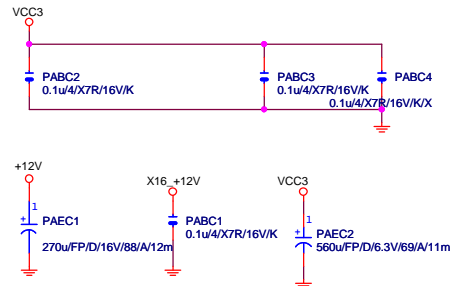 VCC3
PABC2
0.1u/4/X7R/16V/K
PABC3
0.1u/4/X7R/16V/K
PABC4
0.1u/4/X7R/16V/K/X
+12V
1
+
PAEC1
270u/FP/D/16V/88/A/12m
X16_+12V
PABC1
0.1u/4/X7R/16V/K
VCC3
1
+
PAEC2
560u/FP/D/6.3V/69/A/11m